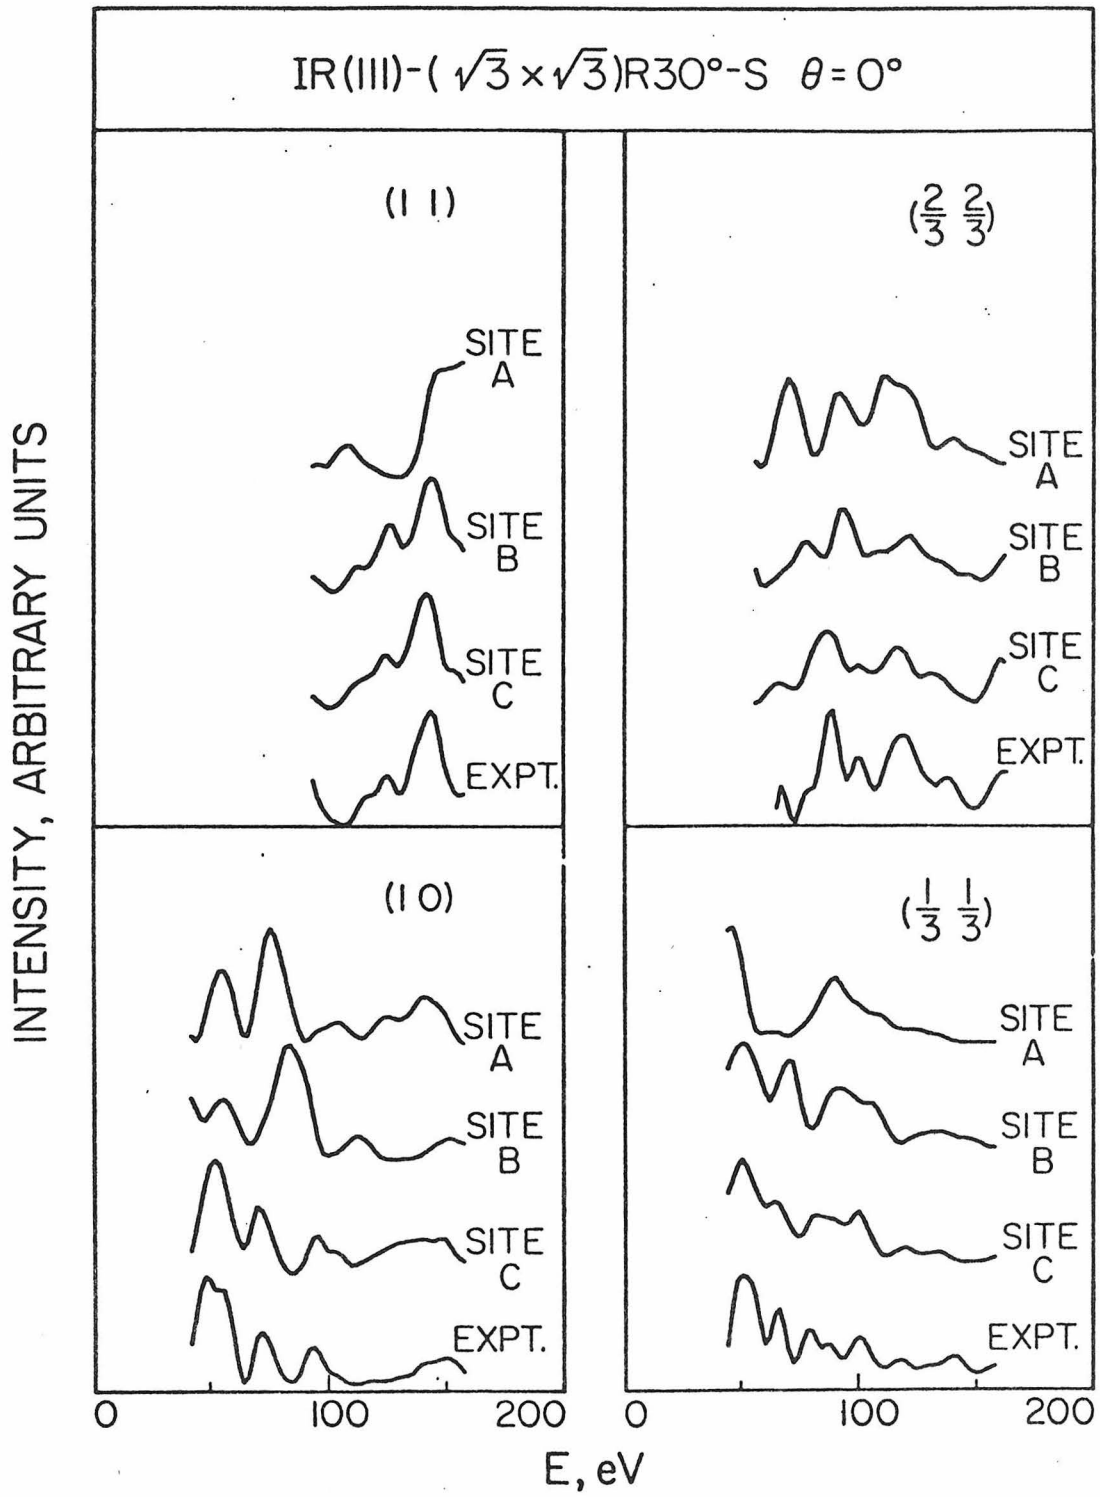 IR(111)-(√3×√3)R30°-S θ=0°
INTENSITY, ARBITRARY UNITS
(1 1)
SITE
A
SITE
B
SITE
C
EXPT.
(2/3 2/3)
SITE
A
SITE
B
SITE
C
EXPT.
(1 0)
SITE
A
SITE
B
SITE
C
EXPT.
(1/3 1/3)
SITE
A
SITE
B
SITE
C
EXPT.
0 100 200
0 100 200
E, eV